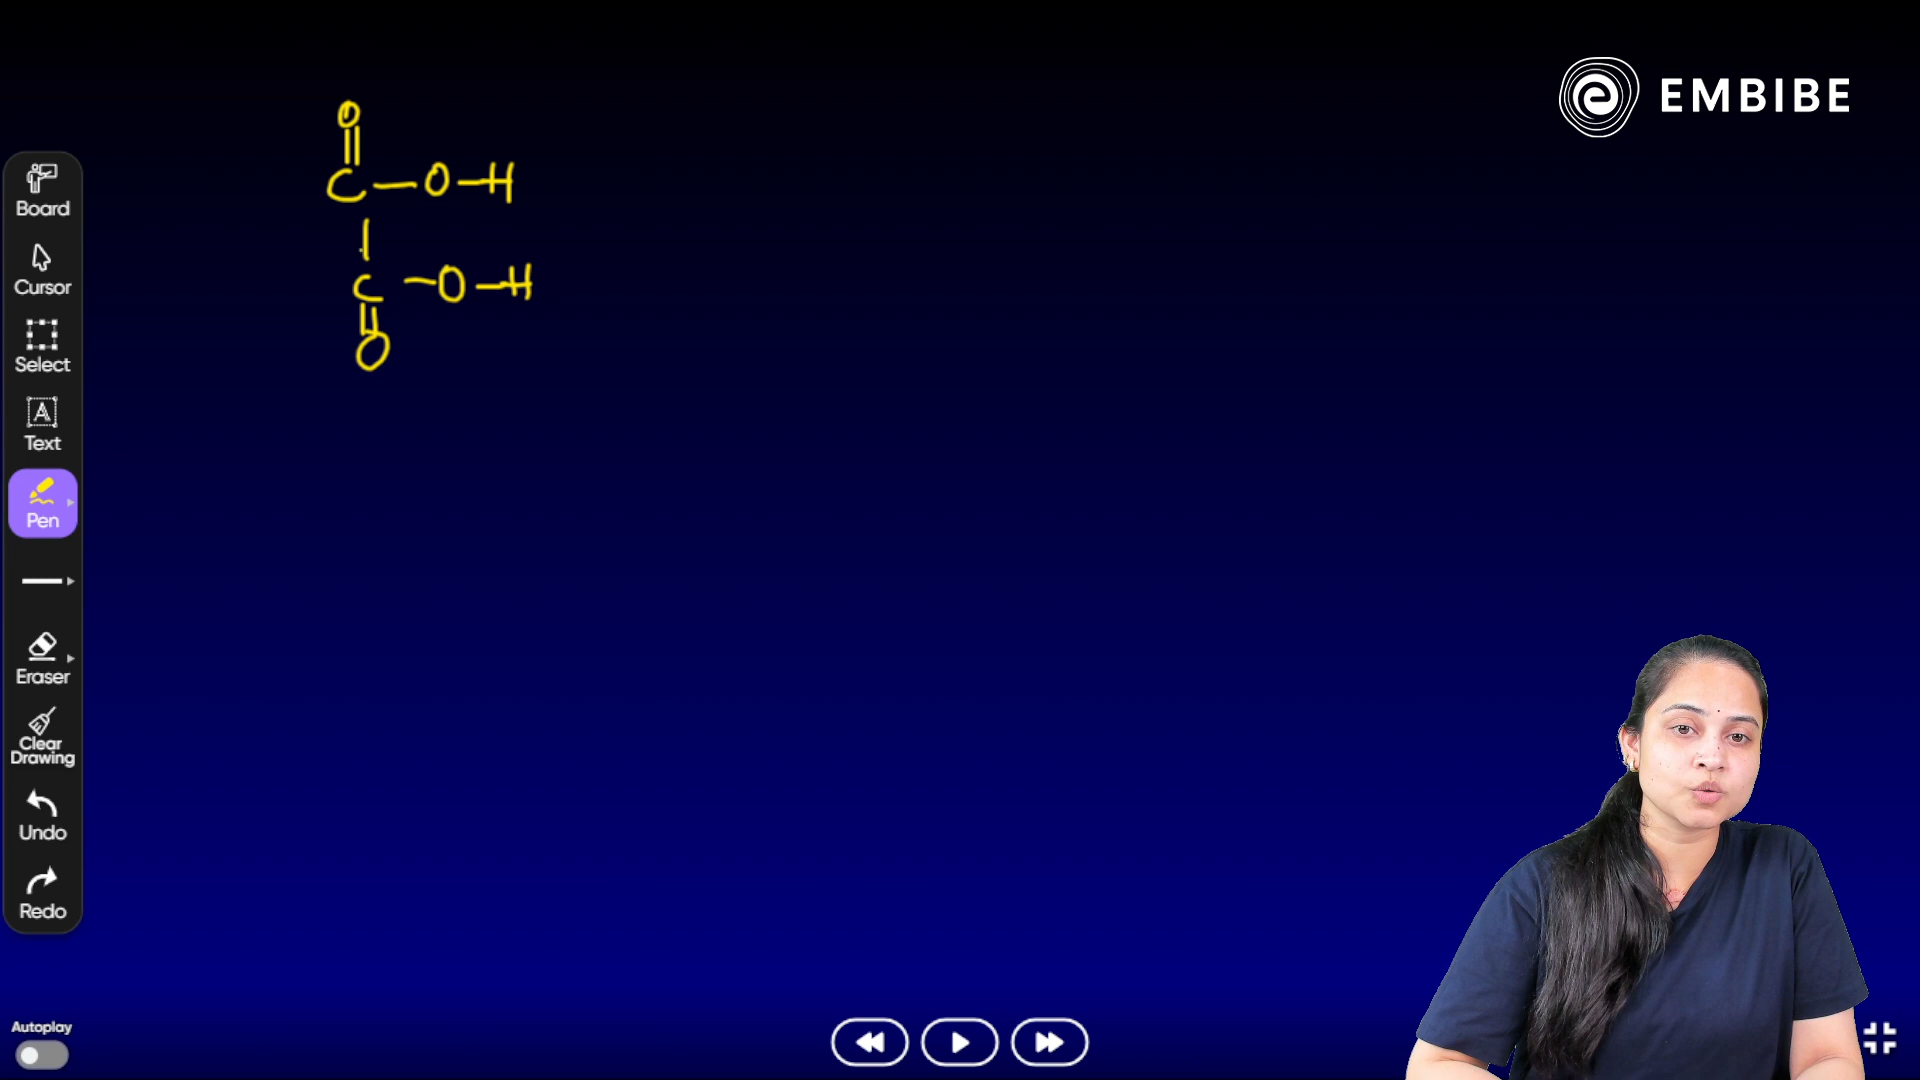 EMBIBE
O
||
C — O — H
|
C — O — H
||
O
Board
Cursor
Select
Text
Pen
Eraser
Clear
Drawing
Undo
Redo
Autoplay